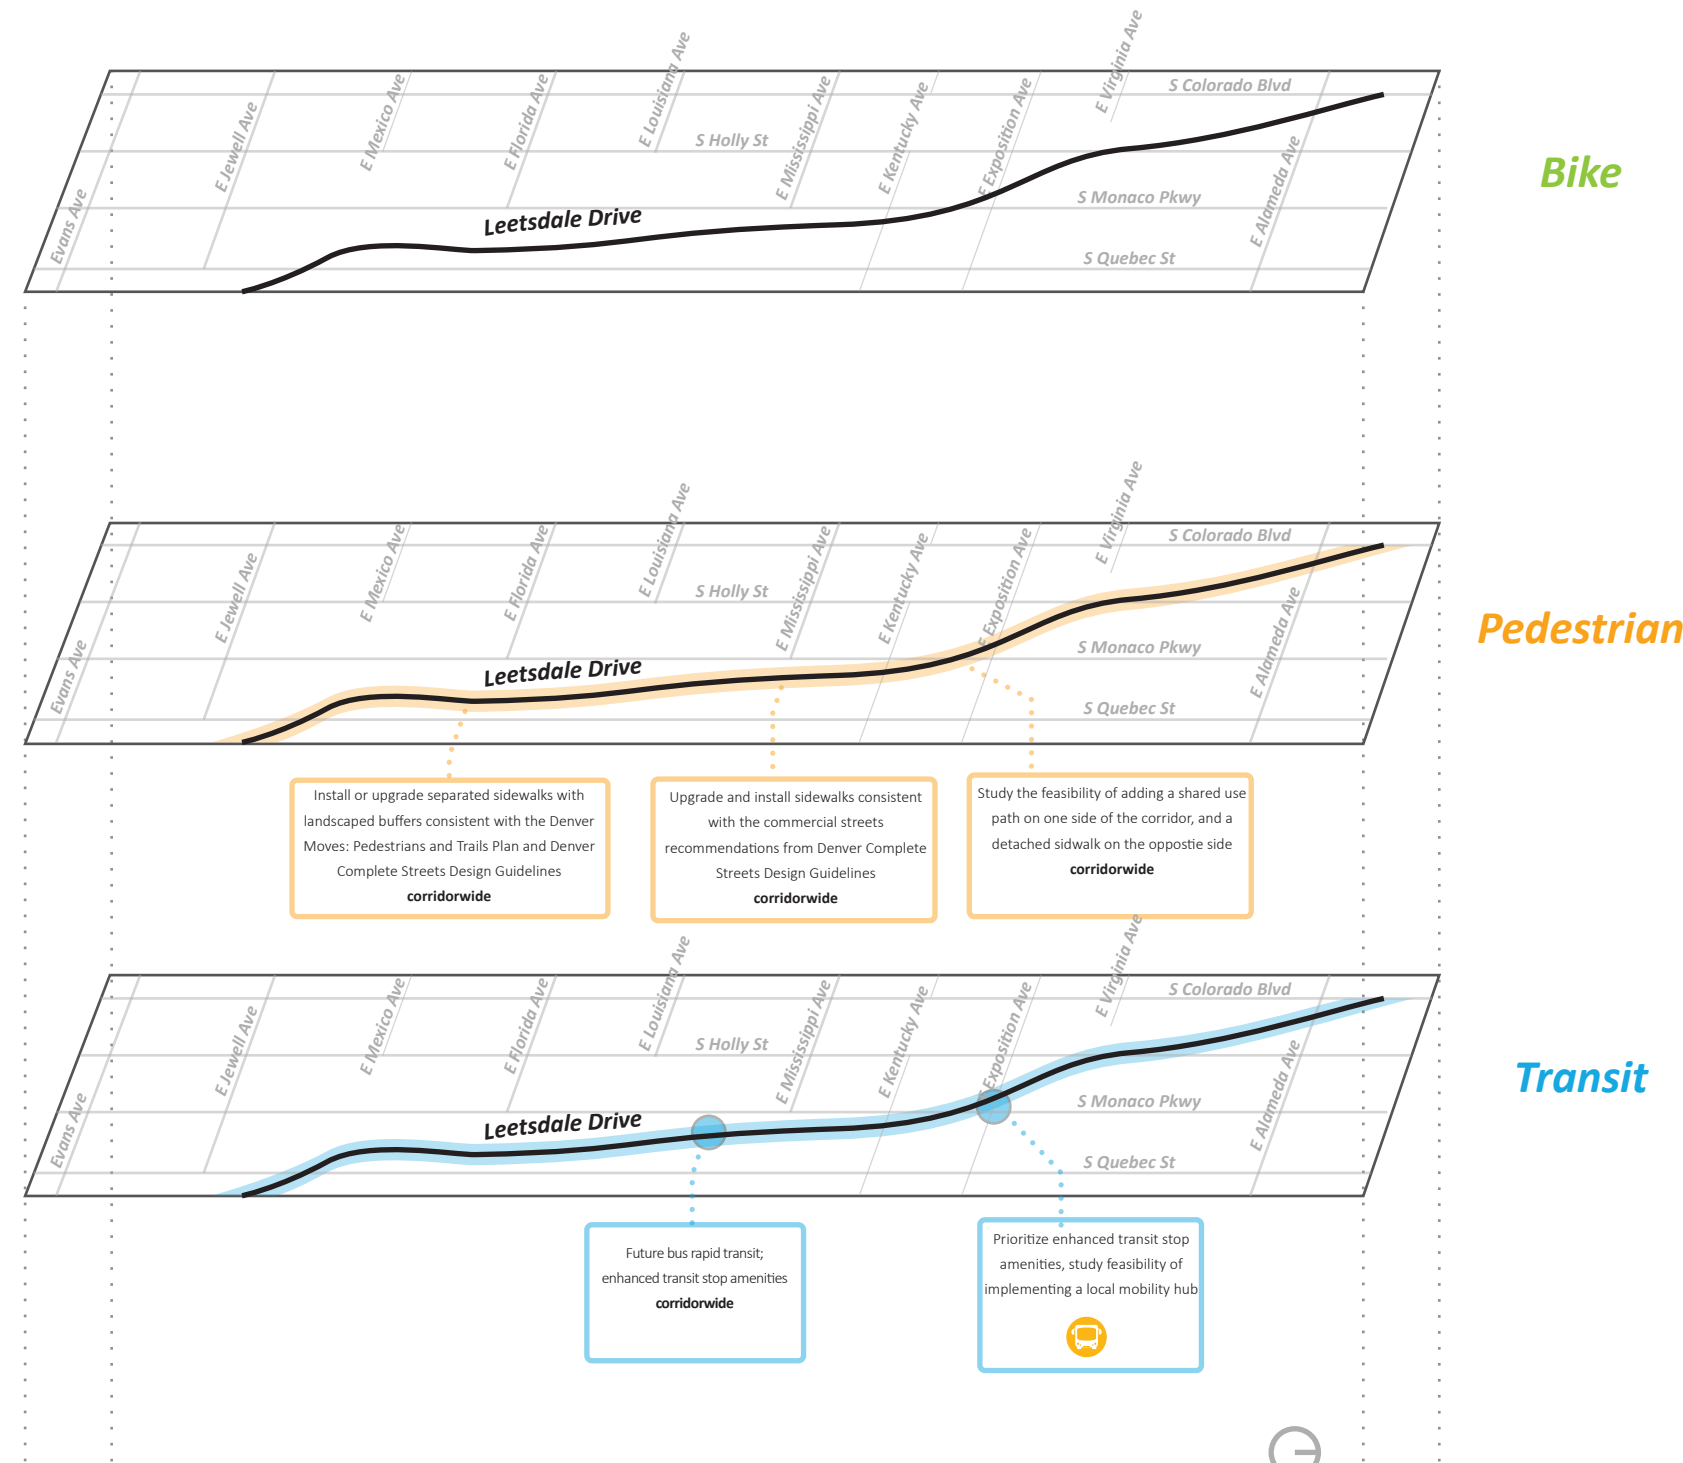 E Virginia Ave
E Louisiana Ave
S Colorado Blvd
E Mexico Ave
E Florida Ave
E Mississippi Ave
E Kentucky Ave
E Exposition Ave
E Jewell Ave
S Holly St
E Alameda Ave
Bike
Evans Ave
S Monaco Pkwy
Leetsdale Drive
S Quebec St
E Virginia Ave
E Louisiana Ave
S Colorado Blvd
E Mexico Ave
E Florida Ave
E Mississippi Ave
E Kentucky Ave
E Exposition Ave
E Jewell Ave
S Holly St
E Alameda Ave
Pedestrian
Evans Ave
S Monaco Pkwy
Leetsdale Drive
S Quebec St
Install or upgrade separated sidewalks with
landscaped buffers consistent with the Denver
Moves: Pedestrians and Trails Plan and Denver
Complete Streets Design Guidelines
corridorwide
Upgrade and install sidewalks consistent
with the commercial streets
recommendations from Denver Complete
Streets Design Guidelines
corridorwide
Study the feasibility of adding a shared use
path on one side of the corridor, and a
detached sidwalk on the oppostie side
corridorwide
E Virginia Ave
E Louisiana Ave
S Colorado Blvd
E Mexico Ave
E Florida Ave
E Mississippi Ave
E Kentucky Ave
Exposition Ave
E Jewell Ave
S Holly St
E Alameda Ave
Transit
Evans Ave
S Monaco Pkwy
Leetsdale Drive
S Quebec St
Future bus rapid transit;
enhanced transit stop amenities
corridorwide
Prioritize enhanced transit stop
amenities, study feasibility of
implementing a local mobility hub